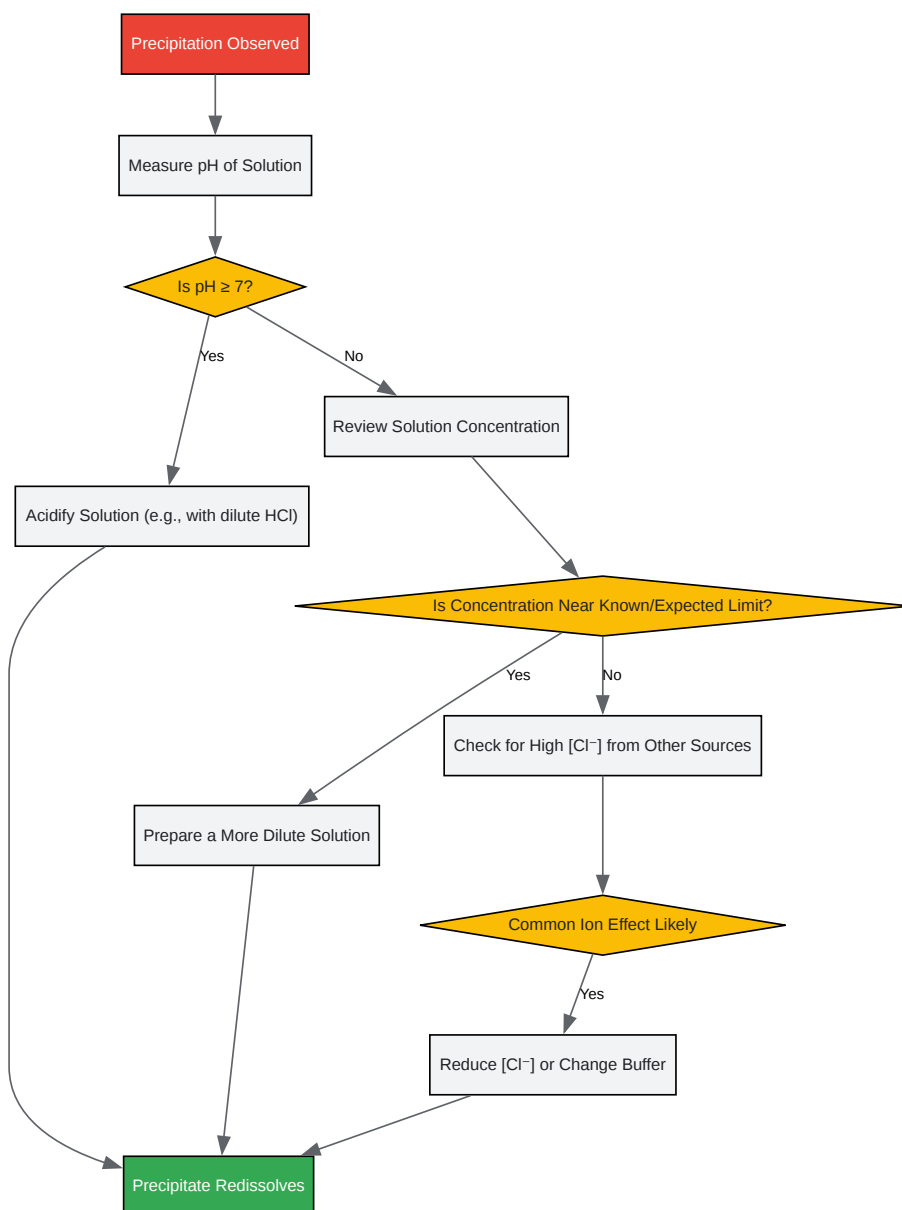 Precipitation Observed
Measure pH of Solution
Is pH ≥ 7?
Yes
No
Review Solution Concentration
Acidify Solution (e.g., with dilute HCl)
Is Concentration Near Known/Expected Limit?
Yes
No
Check for High [Cl⁻] from Other Sources
Prepare a More Dilute Solution
Common Ion Effect Likely
Yes
Reduce [Cl⁻] or Change Buffer
Precipitate Redissolves